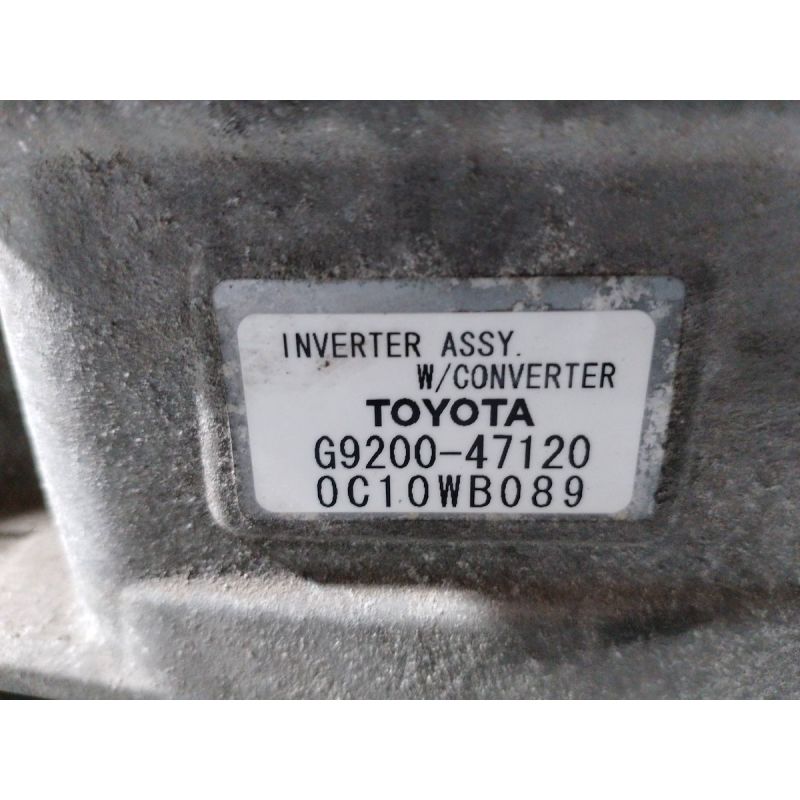 INVERTER ASSY.
W/CONVERTER
TOYOTA
G9200-47120
0C10WB089